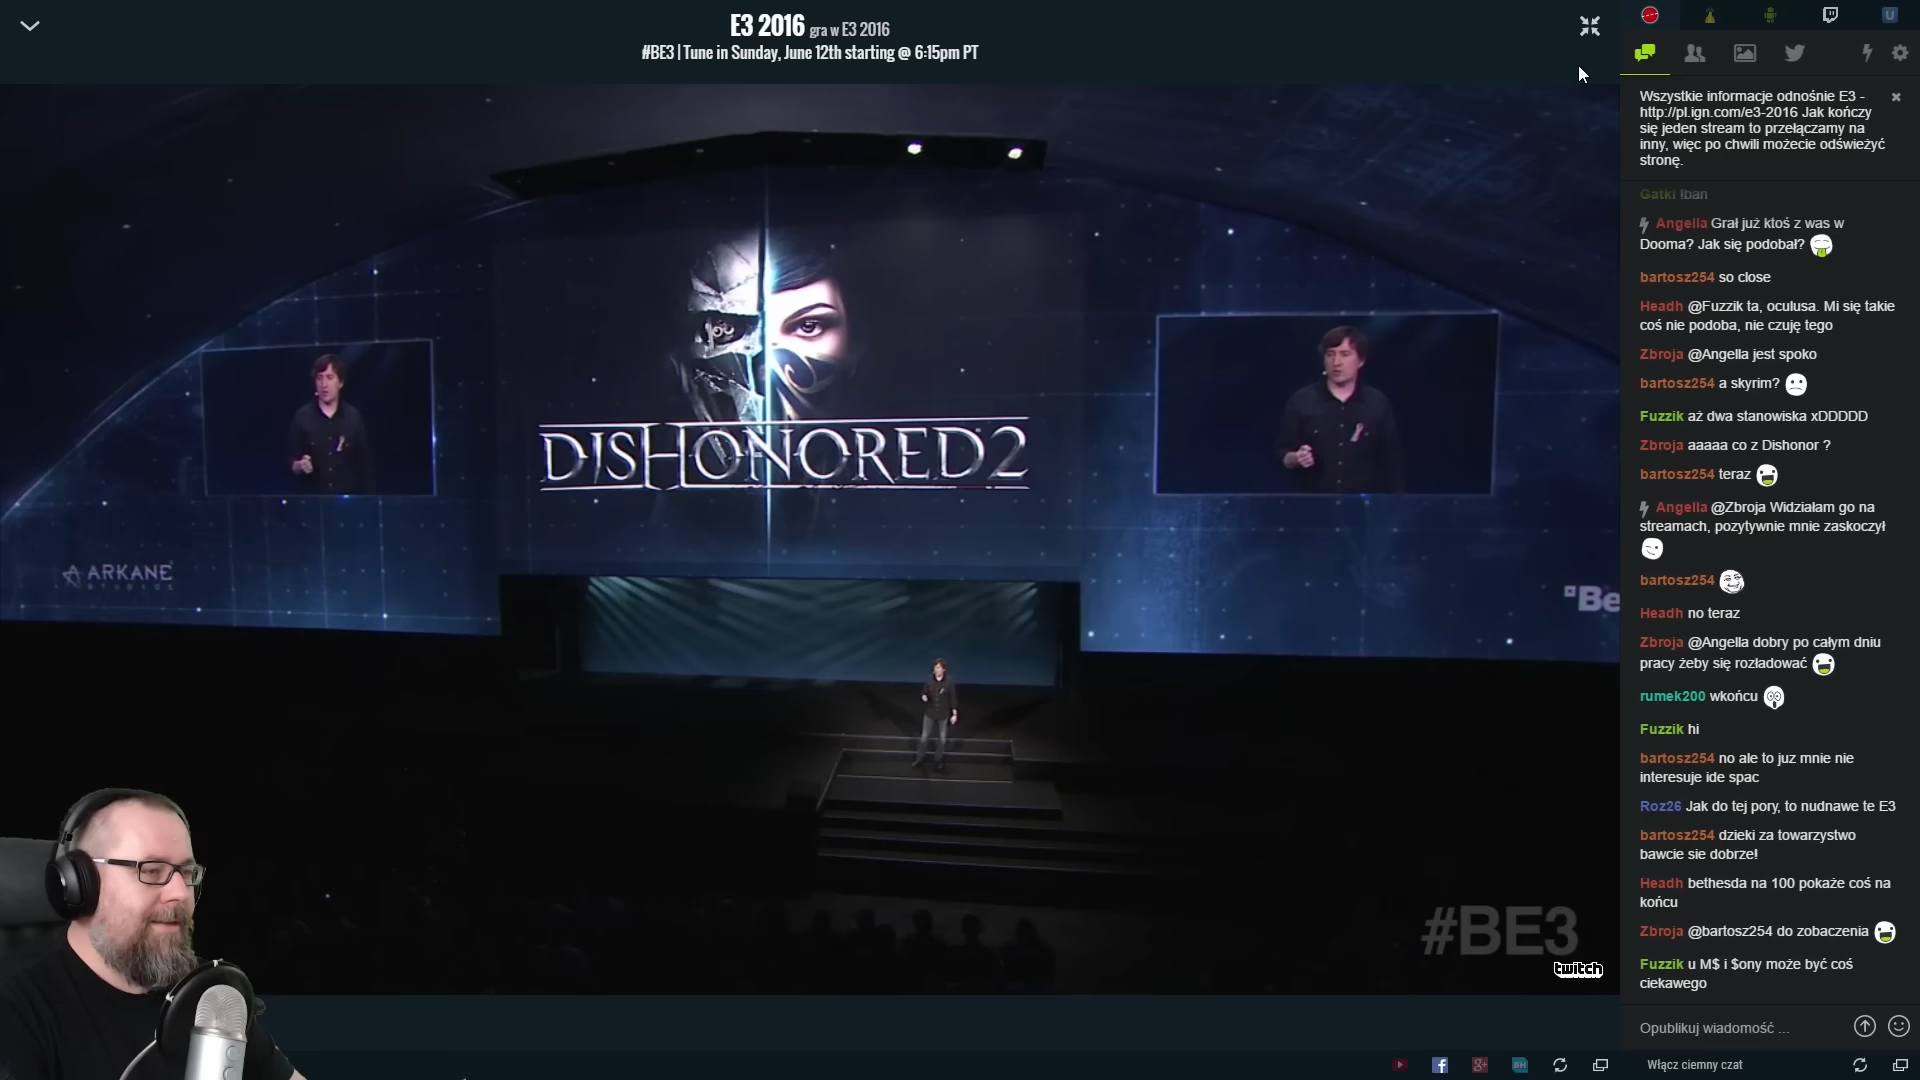 E3 2016 gra w E3 2016
#BE3 | Tune in Sunday, June 12th starting @ 6:15pm PT
DISHONORED 2
ARKANE
STUDIOS
Be
#BE3
twitch
Wszystkie informacje odnośnie E3 -
http://pl.ign.com/e3-2016 Jak kończy
się jeden stream to przełączamy na
inny, więc po chwili możecie odświeżyć
stronę.
Gatki !ban
Angella Grał już ktoś z was w
Dooma? Jak się podobał?
bartosz254 so close
Headh @Fuzzik ta, oculusa. Mi się takie
coś nie podoba, nie czuję tego
Zbroja @Angella jest spoko
bartosz254 a skyrim?
Fuzzik aż dwa stanowiska xDDDDD
Zbroja aaaaa co z Dishonor ?
bartosz254 teraz
Angella @Zbroja Widziałam go na
streamach, pozytywnie mnie zaskoczył
bartosz254
Headh no teraz
Zbroja @Angella dobry po całym dniu
pracy żeby się rozładować
rumek200 wkońcu
Fuzzik hi
bartosz254 no ale to juz mnie nie
interesuje ide spac
Roz26 Jak do tej pory, to nudnawe te E3
bartosz254 dzieki za towarzystwo
bawcie sie dobrze!
Headh bethesda na 100 pokaże coś na
końcu
Zbroja @bartosz254 do zobaczenia
Fuzzik u M$ i $ony może być coś
ciekawego
Opublikuj wiadomość ...
BH
Włącz ciemny czat